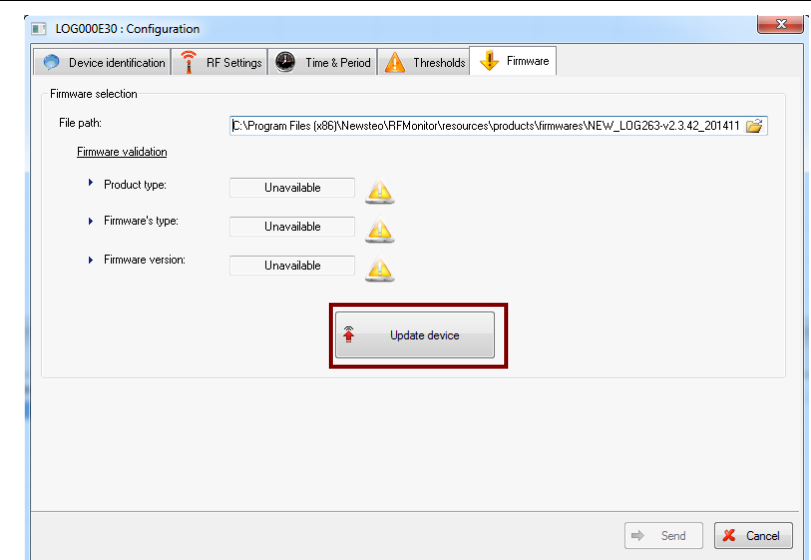 LOG000E30 : Configuration
Device identification RF Settings Time & Period Thresholds Firmware
Firmware selection
File path: C:\Program Files (x86)\Newsteo\RFMonitor\resources\products\firmwares\NEW_LOG263-v2.3.42_201411
Firmware validation
Product type: Unavailable
Firmware's type: Unavailable
Firmware version: Unavailable
Update device
Send Cancel